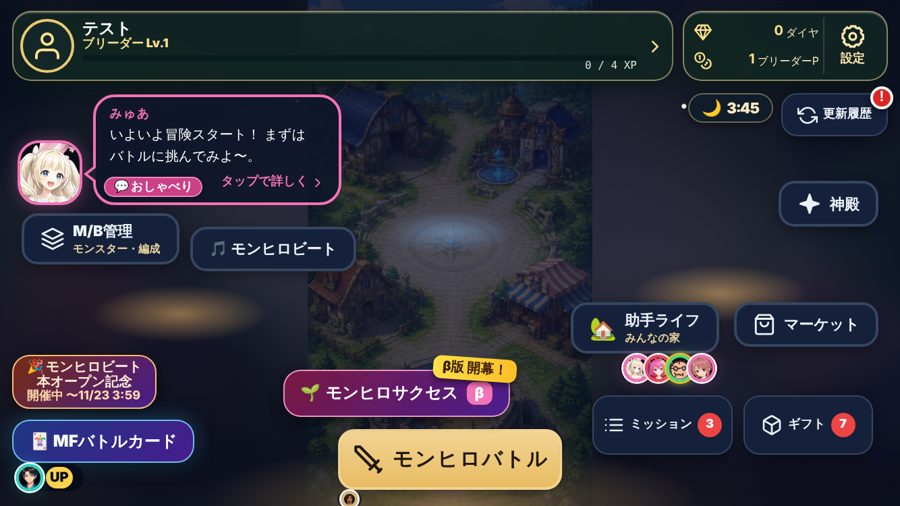 テスト
ブリーダー Lv.1
0 / 4 XP
0 ダイヤ
1 ブリーダーP
設定
みゅあ
いよいよ冒険スタート！ まずは
バトルに挑んでみよ〜。
💬おしゃべり
タップで詳しく
🌙 3:45
更新履歴
!
神殿
M/B管理
モンスター・編成
🎵 モンヒロビート
🏡 助手ライフ
みんなの家
マーケット
🎉モンヒロビート
本オープン記念
開催中 〜11/23 3:59
β版 開幕！
🌱 モンヒロサクセス β
ミッション 3
ギフト 7
🃏 MFバトルカード
UP
モンヒロバトル